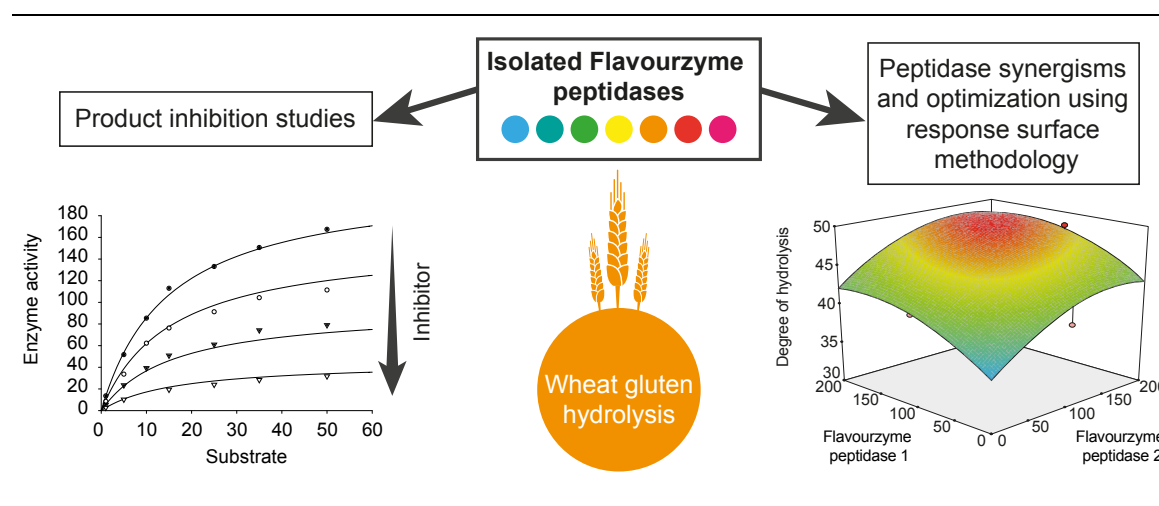 Isolated Flavourzyme
peptidases
Product inhibition studies
Peptidase synergisms
and optimization using
response surface
methodology
180
160
140
120
100
80
60
40
20
0
Enzyme activity
0 10 20 30 40 50 60
Substrate
Inhibitor
Wheat gluten
hydrolysis
50
45
40
35
30
Degree of hydrolysis
200
150
100
50
0
0
50
100
150
200
Flavourzyme
peptidase 1
Flavourzyme
peptidase 2